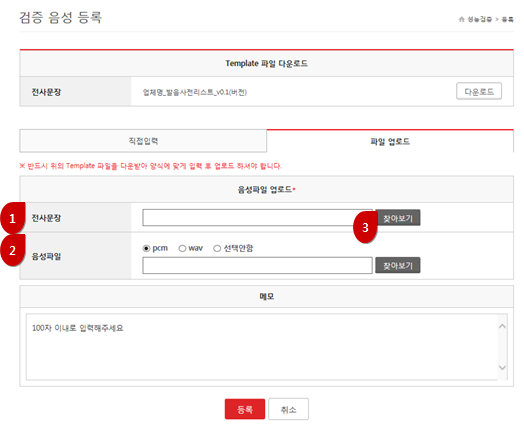 검증 음성 등록
성능검증 > 등록
Template 파일 다운로드
전사문장
업체명_발음사전리스트_v0.1(버전)
다운로드
직접입력
파일 업로드
※ 반드시 위의 Template 파일을 다운받아 양식에 맞게 입력 후 업로드 하셔야 합니다.
음성파일 업로드*
1
전사문장
3
찾아보기
2
음성파일
pcm
wav
선택안함
찾아보기
메모
100자 이내로 입력해주세요
등록
취소